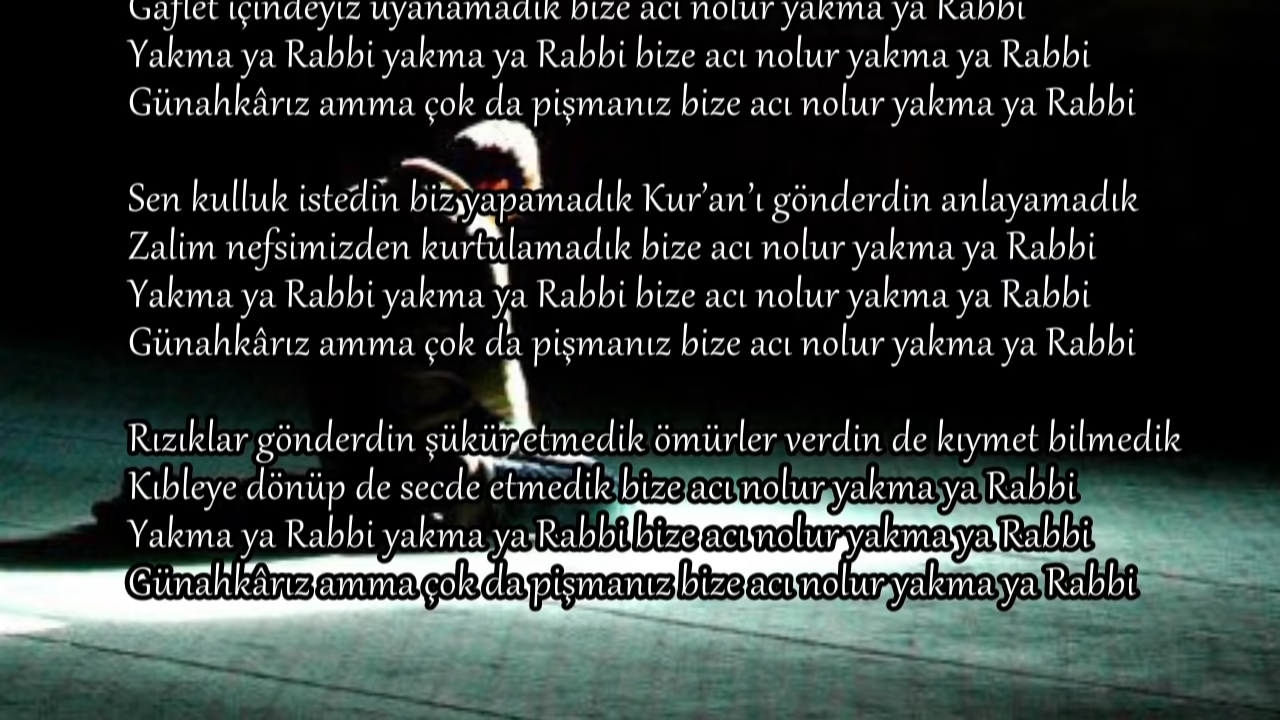 Gaflet içindeyiz uyanamadık bize acı nolur yakma ya Rabbi
Yakma ya Rabbi yakma ya Rabbi bize acı nolur yakma ya Rabbi
Günahkârız amma çok da pişmanız bize acı nolur yakma ya Rabbi
Sen kulluk istedin biz yapamadık Kur’an’ı gönderdin anlayamadık
Zalim nefsimizden kurtulamadık bize acı nolur yakma ya Rabbi
Yakma ya Rabbi yakma ya Rabbi bize acı nolur yakma ya Rabbi
Günahkârız amma çok da pişmanız bize acı nolur yakma ya Rabbi
Rızıklar gönderdin şükür etmedik ömürler verdin de kıymet bilmedik
Kıbleye dönüp de secde etmedik bize acı nolur yakma ya Rabbi
Yakma ya Rabbi yakma ya Rabbi bize acı nolur yakma ya Rabbi
Günahkârız amma çok da pişmanız bize acı nolur yakma ya Rabbi